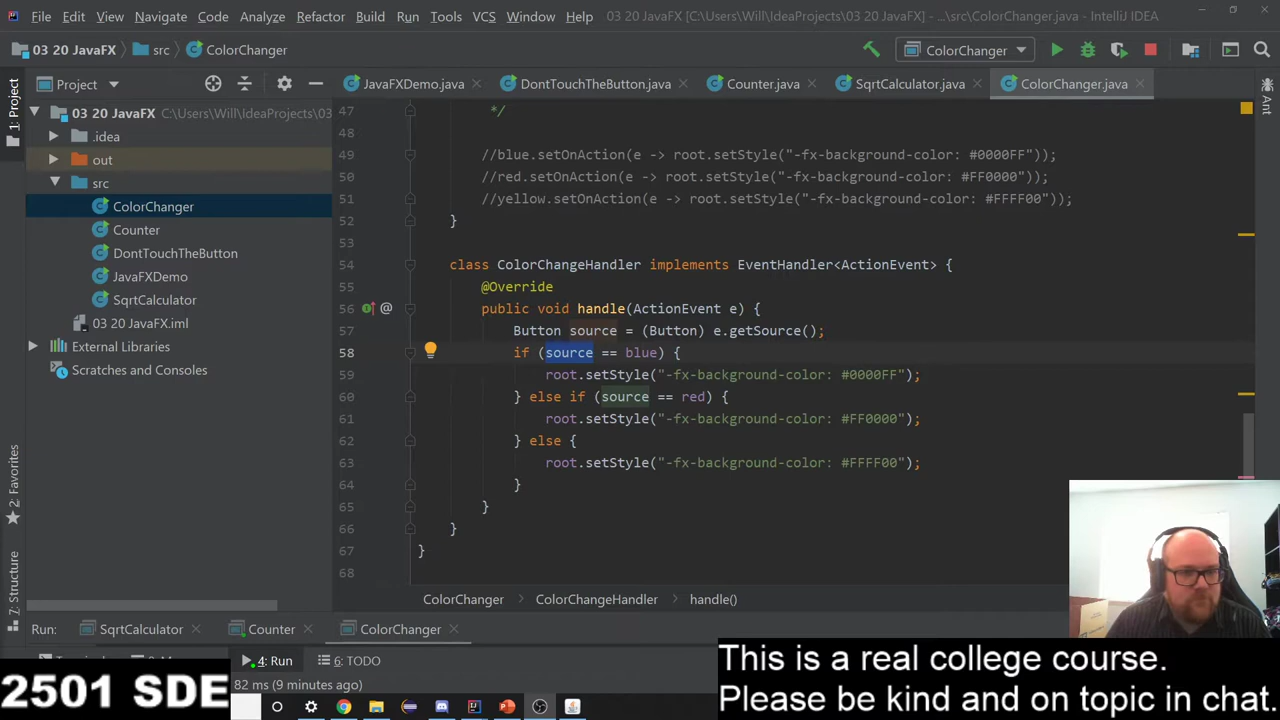 File Edit View Navigate Code Analyze Refactor Build Run Tools VCS Window Help 03 20 JavaFX [C:\Users\Will\IdeaProjects\03 20 JavaFX] - ...\src\ColorChanger.java - IntelliJ IDEA
03 20 JavaFX src ColorChanger ColorChanger
Project JavaFXDemo.java DontTouchTheButton.java Counter.java SqrtCalculator.java ColorChanger.java
1: Project
Ant
03 20 JavaFX C:\Users\Will\IdeaProjects\03
.idea
out
src
ColorChanger
Counter
DontTouchTheButton
JavaFXDemo
SqrtCalculator
03 20 JavaFX.iml
External Libraries
Scratches and Consoles
2: Favorites
7: Structure
47 */
48
49 //blue.setOnAction(e -> root.setStyle("-fx-background-color: #0000FF"));
50 //red.setOnAction(e -> root.setStyle("-fx-background-color: #FF0000"));
51 //yellow.setOnAction(e -> root.setStyle("-fx-background-color: #FFFF00"));
52 }
53
54 class ColorChangeHandler implements EventHandler<ActionEvent> {
@Override
56 @ public void handle(ActionEvent e) {
57 Button source = (Button) e.getSource();
58 if (source == blue) {
59 root.setStyle("-fx-background-color: #0000FF");
60 } else if (source == red) {
61 root.setStyle("-fx-background-color: #FF0000");
62 } else {
63 root.setStyle("-fx-background-color: #FFFF00");
64 }
65 }
66 }
67 }
68
ColorChanger > ColorChangeHandler > handle()
Run: SqrtCalculator Counter ColorChanger
4: Run 6: TODO
82 ms (9 minutes ago)
2501 SDE
This is a real college course.
Please be kind and on topic in chat.